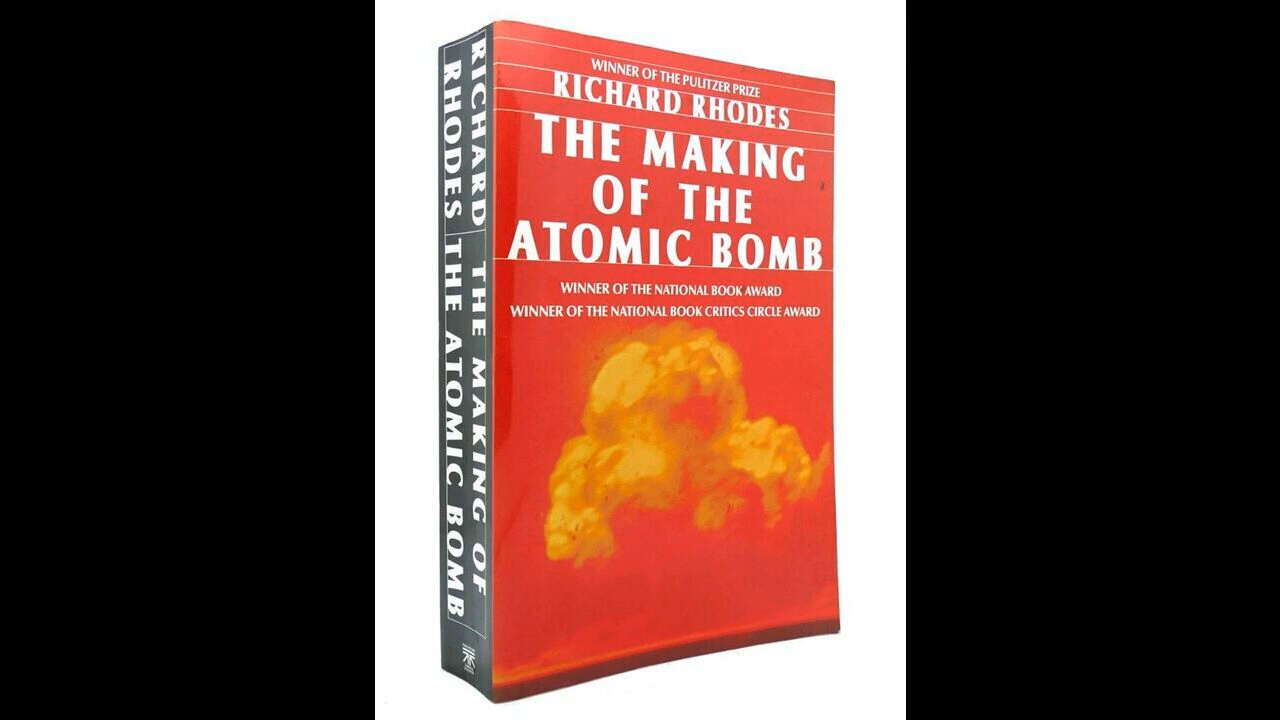 WINNER OF THE PULITZER PRIZE
RICHARD RHODES
THE MAKING
OF THE
ATOMIC BOMB
WINNER OF THE NATIONAL BOOK AWARD
WINNER OF THE NATIONAL BOOK CRITICS CIRCLE AWARD
RICHARD THE MAKING OF
RHODES THE ATOMIC BOMB